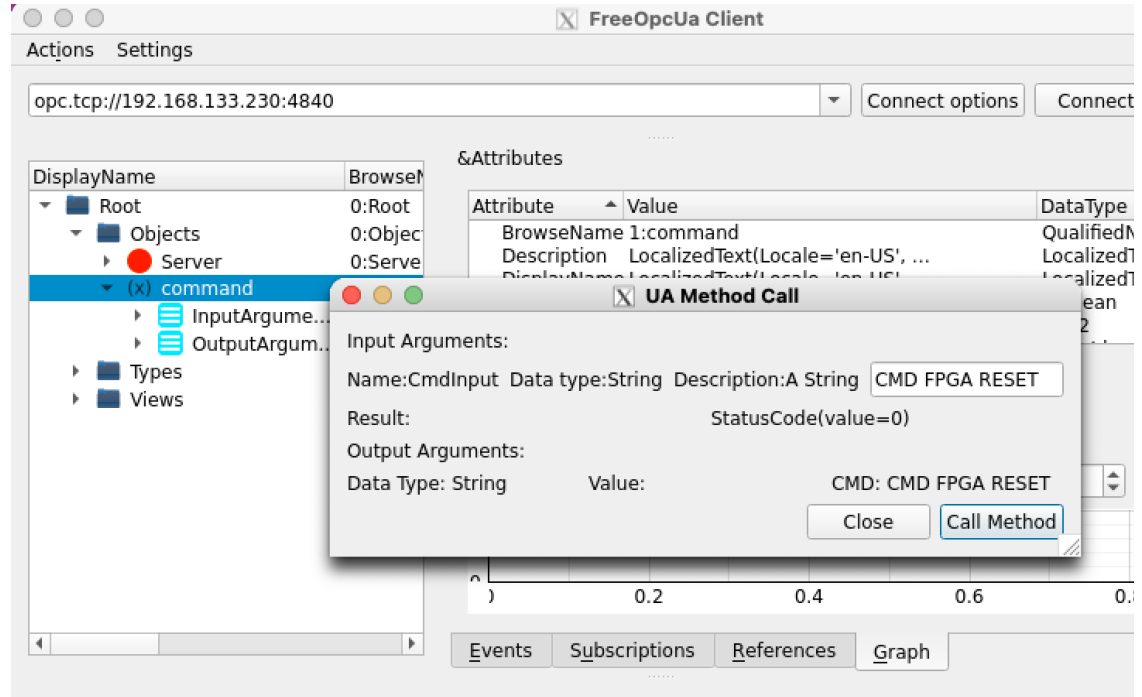 FreeOpcUa Client
Actions Settings
opc.tcp://192.168.133.230:4840
Connect options
Connect
&Attributes
DisplayName
Root 0:Root
Objects 0:Objec
Server 0:Serve
command
InputArgume...
OutputArgum..
Types
Views
Attribute Value DataType
BrowseName 1:command
Description LocalizedText(Locale='en-US', ...
UA Method Call
Input Arguments:
Name:CmdInput Data type:String Description:A String CMD FPGA RESET
Result: StatusCode(value=0)
Output Arguments:
Data Type: String Value: CMD: CMD FPGA RESET
Close Call Method
0.2 0.4 0.6
Events Subscriptions References Graph